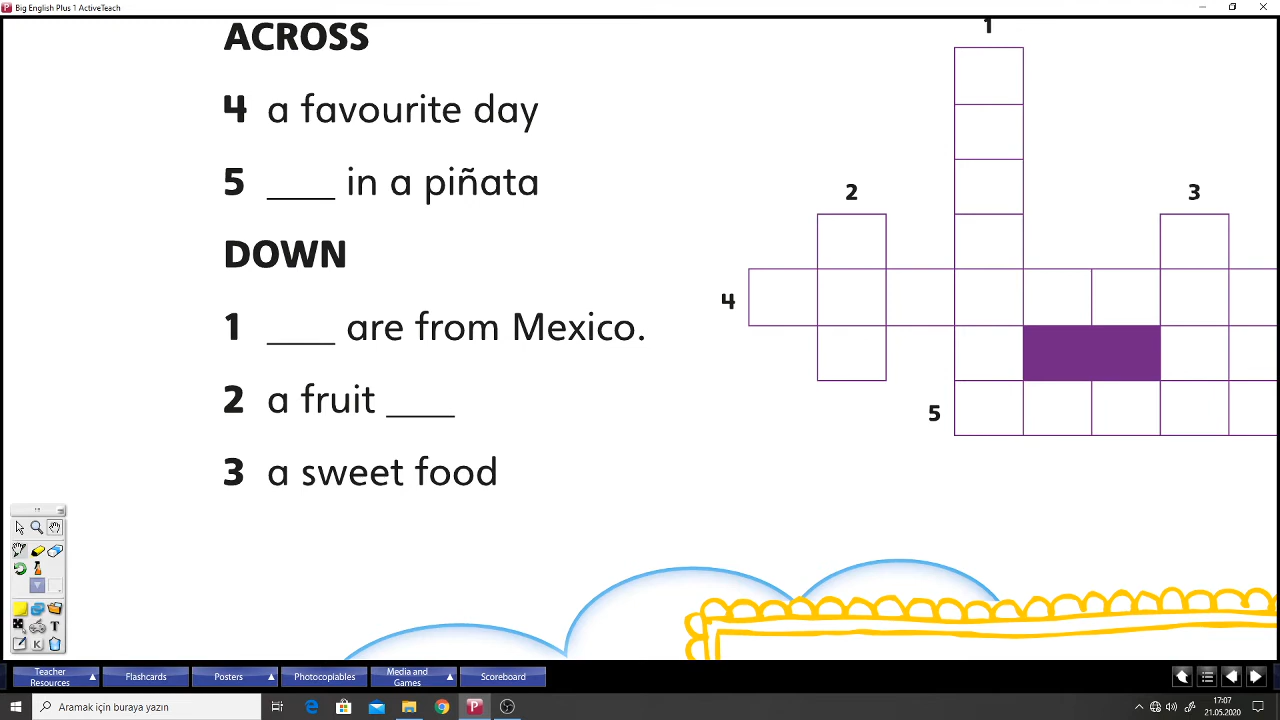 Big English Plus 1 ActiveTeach
ACROSS
4 a favourite day
5 ____ in a piñata
DOWN
1 ____ are from Mexico.
2 a fruit ____
3 a sweet food
1
2
3
4
5
Teacher Resources
Flashcards
Posters
Photocopiables
Media and Games
Scoreboard
Aramak için buraya yazın
17:07
21.05.2020